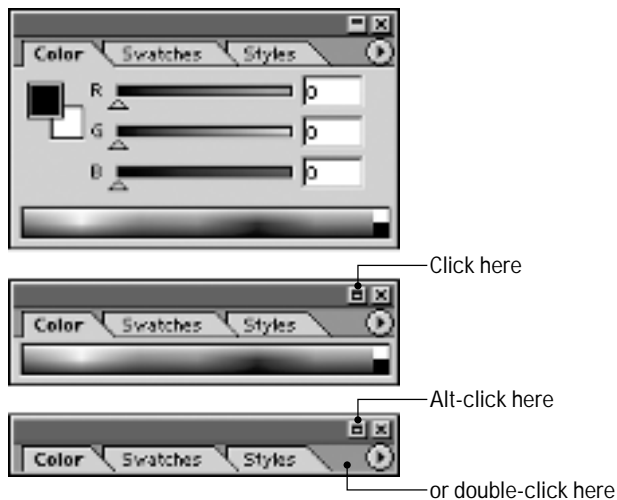 Color Swatches Styles
R 0
G 0
B 0
Click here
Color Swatches Styles
Alt-click here
Color Swatches Styles
or double-click here